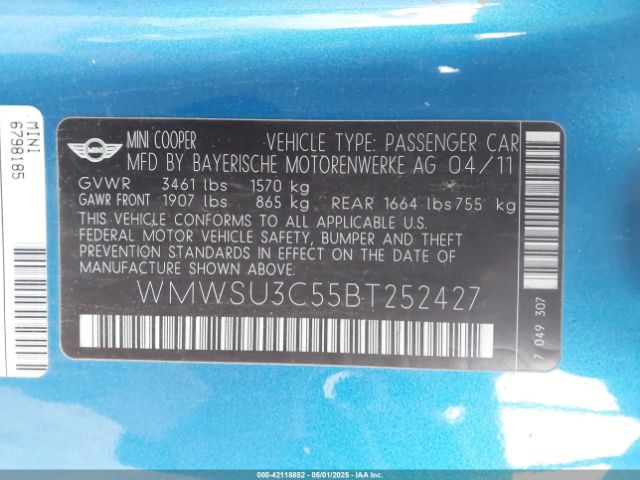 MINI
6798185
MINI
MINI COOPER
VEHICLE TYPE: PASSENGER CAR
MFD BY BAYERISCHE MOTORENWERKE AG 04/11
GVWR 3461 lbs 1570 kg
GAWR FRONT 1907 lbs 865 kg REAR 1664 lbs 755 kg
THIS VEHICLE CONFORMS TO ALL APPLICABLE U.S.
FEDERAL MOTOR VEHICLE SAFETY, BUMPER AND THEFT
PREVENTION STANDARDS IN EFFECT ON THE DATE
OF MANUFACTURE SHOWN ABOVE.
WMWSU3C55BT252427
7 049 307
000-42118852 - 05/01/2025 - IAAI.COM